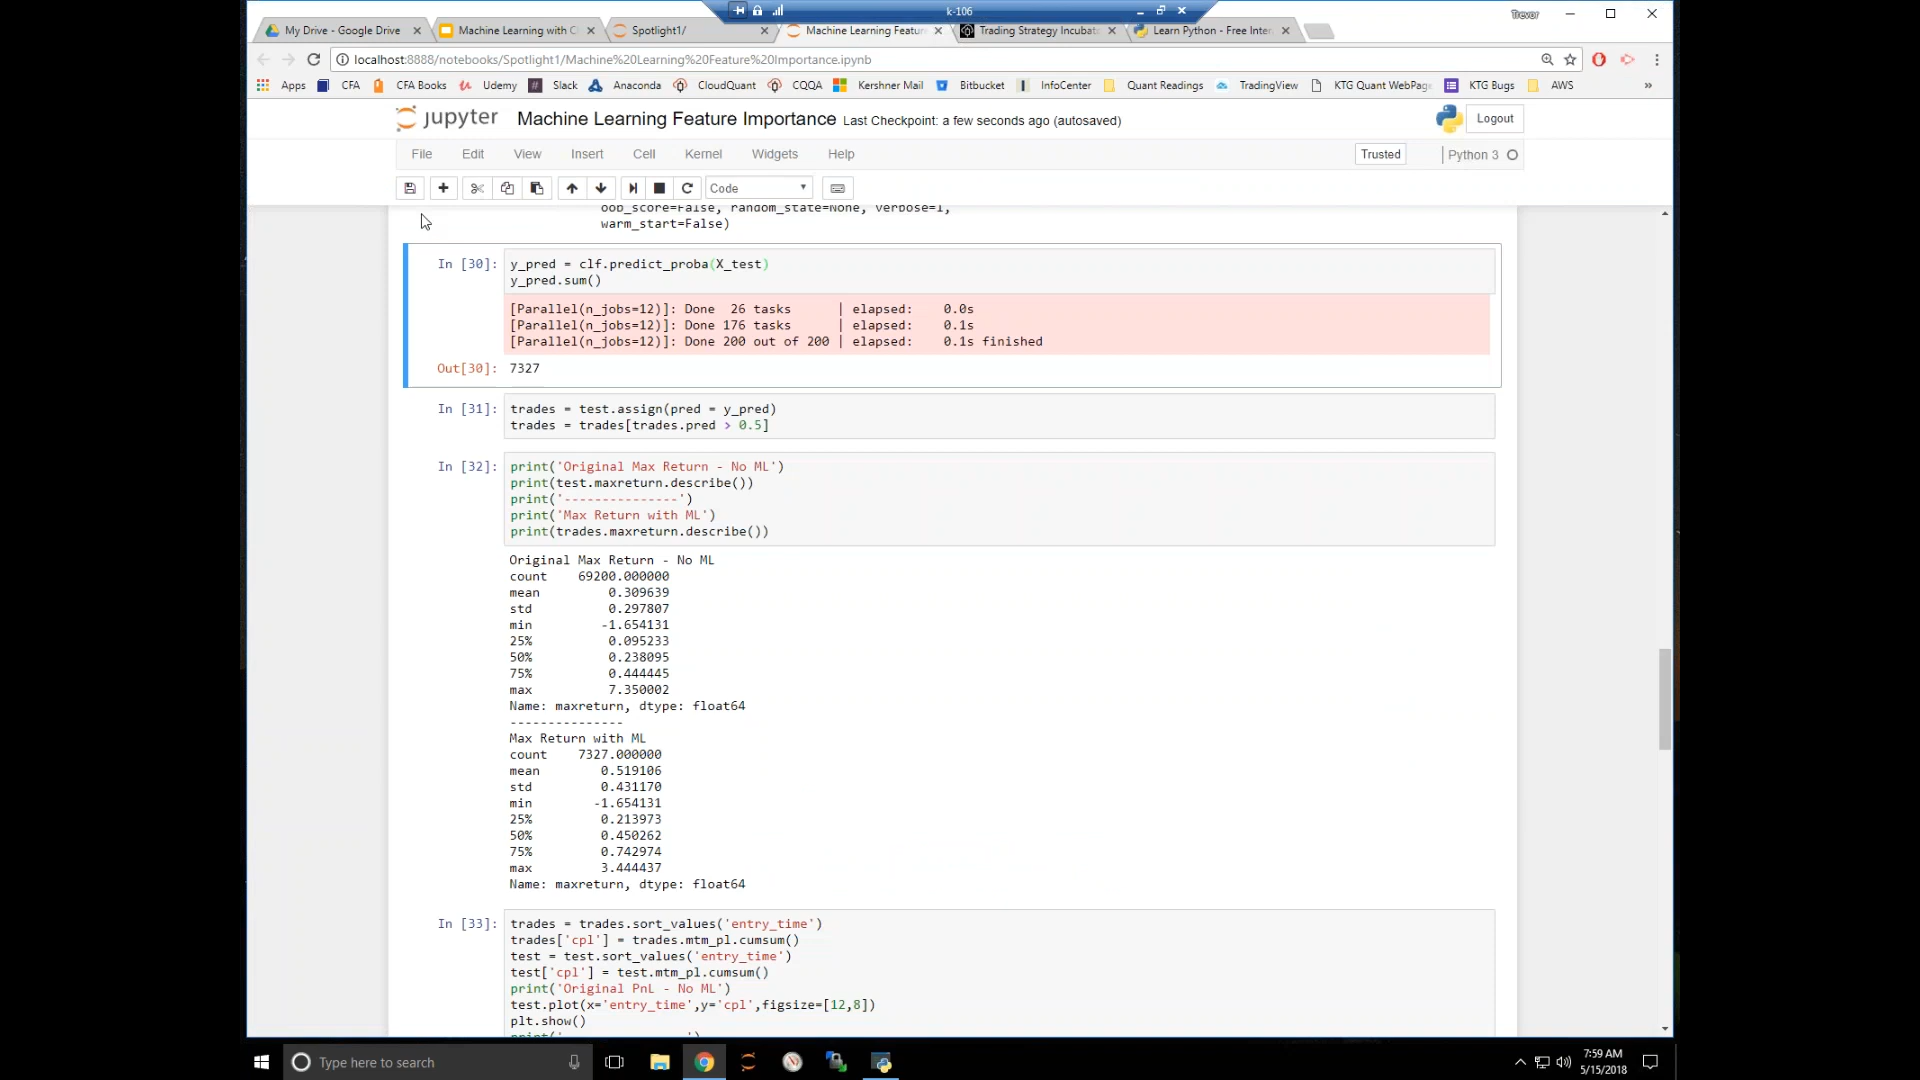 k-106
Trevor
My Drive - Google Drive
Machine Learning with C
Spotlight1/
Machine Learning Featur
Trading Strategy Incubat
Learn Python - Free Inter
localhost:8888/notebooks/Spotlight1/Machine%20Learning%20Feature%20Importance.ipynb
Apps
CFA
CFA Books
Udemy
Slack
Anaconda
CloudQuant
CQQA
Kershner Mail
Bitbucket
InfoCenter
Quant Readings
TradingView
KTG Quant WebPage
KTG Bugs
AWS
»
jupyter
Machine Learning Feature Importance Last Checkpoint: a few seconds ago (autosaved)
Logout
File Edit View Insert Cell Kernel Widgets Help
Trusted
Python 3
Code
oob_score=False, random_state=None, verbose=1,
warm_start=False)
In [30]: y_pred = clf.predict_proba(X_test)
y_pred.sum()
[Parallel(n_jobs=12)]: Done 26 tasks | elapsed: 0.0s
[Parallel(n_jobs=12)]: Done 176 tasks | elapsed: 0.1s
[Parallel(n_jobs=12)]: Done 200 out of 200 | elapsed: 0.1s finished
Out[30]: 7327
In [31]: trades = test.assign(pred = y_pred)
trades = trades[trades.pred > 0.5]
In [32]: print('Original Max Return - No ML')
print(test.maxreturn.describe())
print('---------------')
print('Max Return with ML')
print(trades.maxreturn.describe())
Original Max Return - No ML
count 69200.000000
mean 0.309639
std 0.297807
min -1.654131
25% 0.095233
50% 0.238095
75% 0.444445
max 7.350002
Name: maxreturn, dtype: float64
---------------
Max Return with ML
count 7327.000000
mean 0.519106
std 0.431170
min -1.654131
25% 0.213973
50% 0.450262
75% 0.742974
max 3.444437
Name: maxreturn, dtype: float64
In [33]: trades = trades.sort_values('entry_time')
trades['cpl'] = trades.mtm_pl.cumsum()
test = test.sort_values('entry_time')
test['cpl'] = test.mtm_pl.cumsum()
print('Original PnL - No ML')
test.plot(x='entry_time',y='cpl',figsize=[12,8])
plt.show()
Type here to search
7:59 AM
5/15/2018